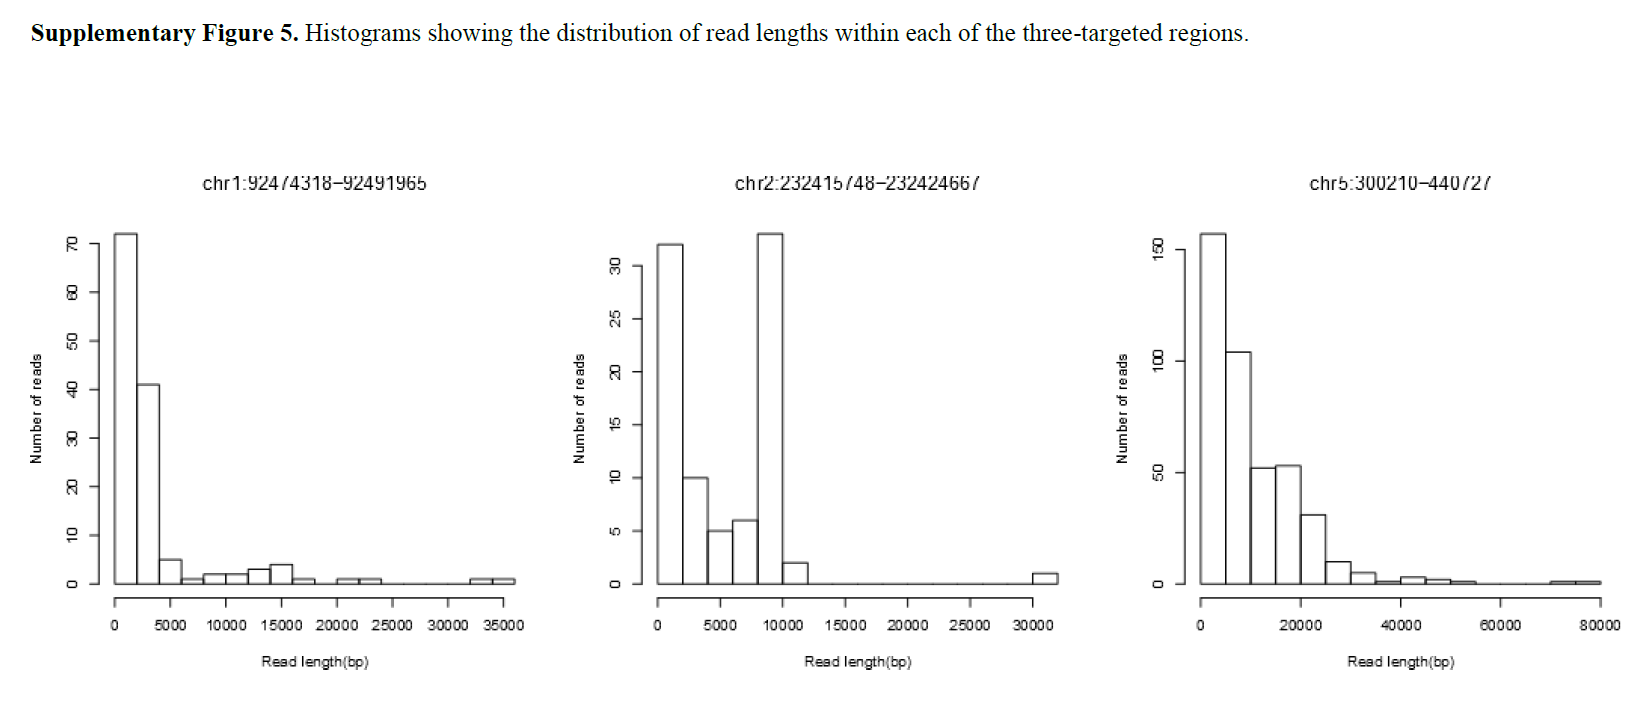 Supplementary Figure 5. Histograms showing the distribution of read lengths within each of the three-targeted regions.
chr1:92474318–92491965
chr2:232415748–232424667
chr5:300210–440727
Number of reads
0
10
20
30
40
50
60
70
0 5000 10000 15000 20000 25000 30000 35000
Read length(bp)
Number of reads
0
5
10
15
20
25
30
0 5000 10000 15000 20000 25000 30000
Read length(bp)
Number of reads
0
50
100
150
0 20000 40000 60000 80000
Read length(bp)